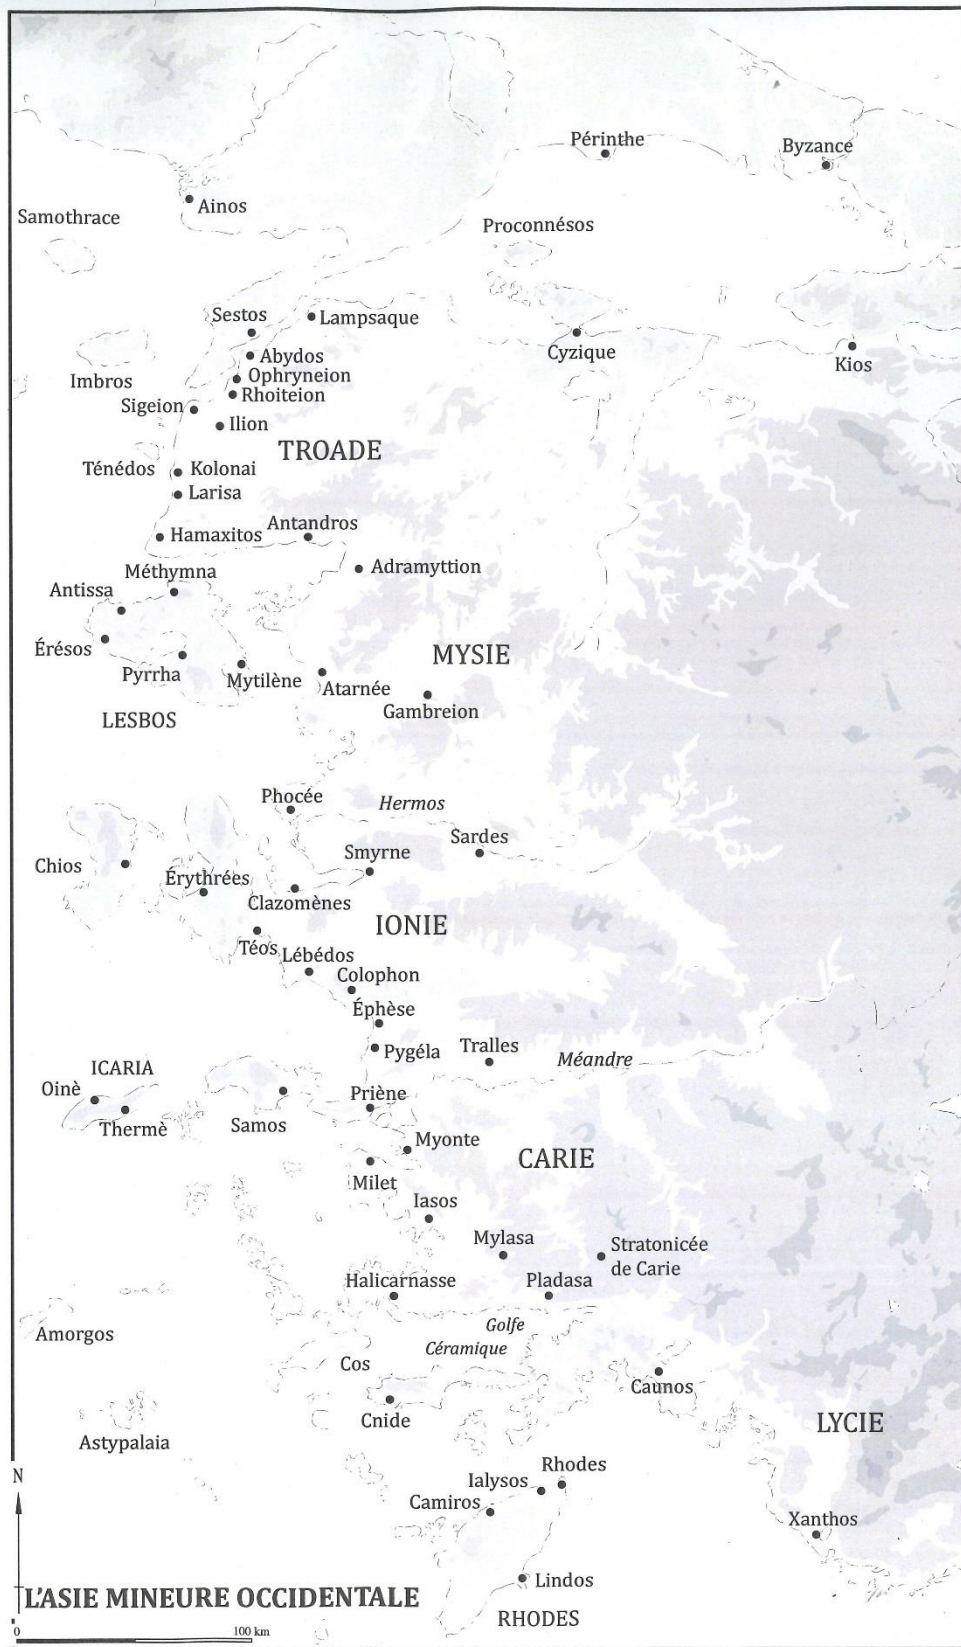 Périnthe
Byzance
Ainos
Samothrace
Proconnésos
Sestos
Lampsaque
Cyzique
Kios
Abydos
Imbros
Ophryneion
Rhoiteion
Sigeion
Ilion
TROADE
Ténédos
Kolonai
Larisa
Hamaxitos
Antandros
Adramyttion
Méthymna
Antissa
Érésos
Pyrrha
Mytilène
Atarnée
MYSIE
Gambreion
LESBOS
Phocée
Hermos
Sardes
Smyrne
Chios
Érythrées
Clazomènes
IONIE
Téos
Lébédos
Colophon
Éphèse
Pygéla
Tralles
Méandre
ICARIA
Oinè
Thermè
Samos
Priène
Myonte
Milet
CARIE
Iasos
Mylasa
Stratonicée
de Carie
Halicarnasse
Pladasa
Golfe
Céramique
Amorgos
Cos
Cnide
Caunos
Astypalaia
LYCIE
Rhodes
Ialysos
Camiros
Xanthos
Lindos
RHODES
N
L'ASIE MINEURE OCCIDENTALE
0 100 km